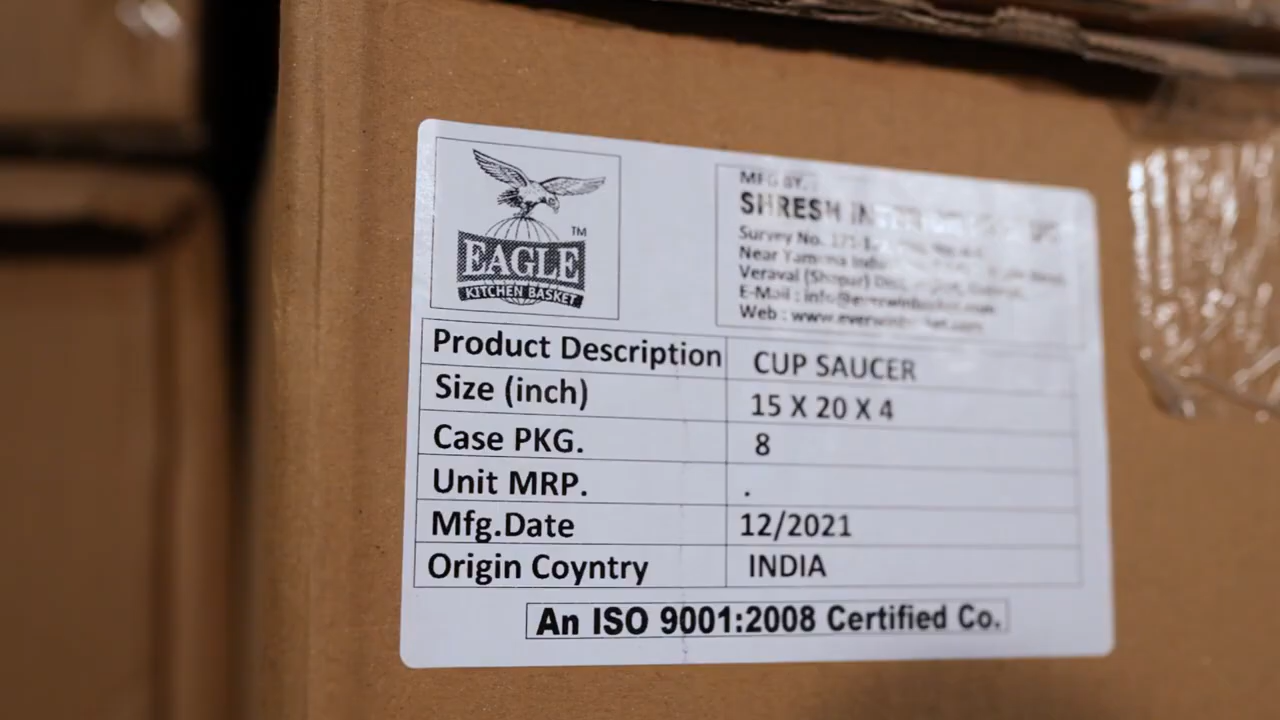 EAGLE
TM
KITCHEN BASKET
MFG BY.
SHRESH
Survey No.
Near
Veraval (Shapar)
E-Mail :
Web :
Product Description CUP SAUCER
Size (inch) 15 X 20 X 4
Case PKG. 8
Unit MRP. .
Mfg.Date 12/2021
Origin Coyntry INDIA
An ISO 9001:2008 Certified Co.